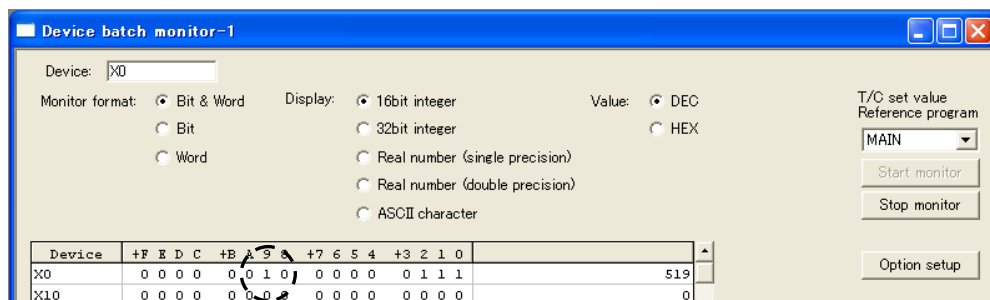 Device batch monitor-1
Device: X0
Monitor format: Bit & Word Display: 16bit integer Value: DEC T/C set value
Reference program
Bit 32bit integer HEX MAIN
Word Real number (single precision) Start monitor
Real number (double precision) Stop monitor
ASCII character
Device +F E D C +B A 9 8 +7 6 5 4 +3 2 1 0
X0 0 0 0 0 0 0 1 0 0 0 0 0 0 1 1 1 519 Option setup
X10 0 0 0 0 0 0 0 0 0 0 0 0 0 0 0 0 0